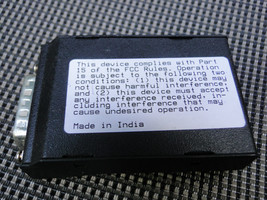 This device complies with Part
15 of the FCC Rules. Operation
is subject to the following two
conditions: (1) this device may
not cause harmful interference,
and (2) this device must accept
any interference received, in-
cluding interference that may
cause undesired operation.
Made in India